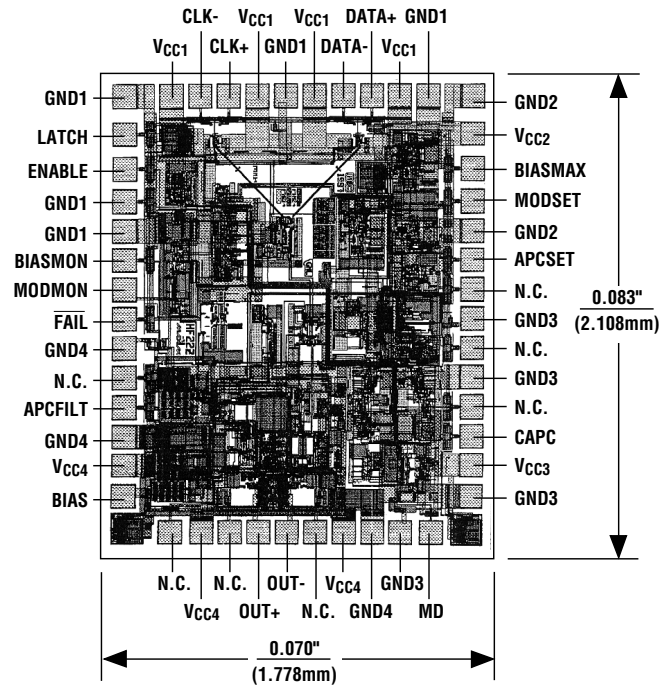 CLK- VCC1 VCC1 DATA+ GND1
VCC1 CLK+ GND1 DATA- VCC1
GND1
LATCH
ENABLE
GND1
GND1
BIASMON
MODMON
FAIL
GND4
N.C.
APCFILT
GND4
VCC4
BIAS
GND2
VCC2
BIASMAX
MODSET
GND2
APCSET
N.C.
GND3
N.C.
GND3
N.C.
CAPC
VCC3
GND3
0.083"
(2.108mm)
HF22Z
N.C. N.C. OUT- VCC4 GND3
VCC4 OUT+ N.C. GND4 MD
0.070"
(1.778mm)